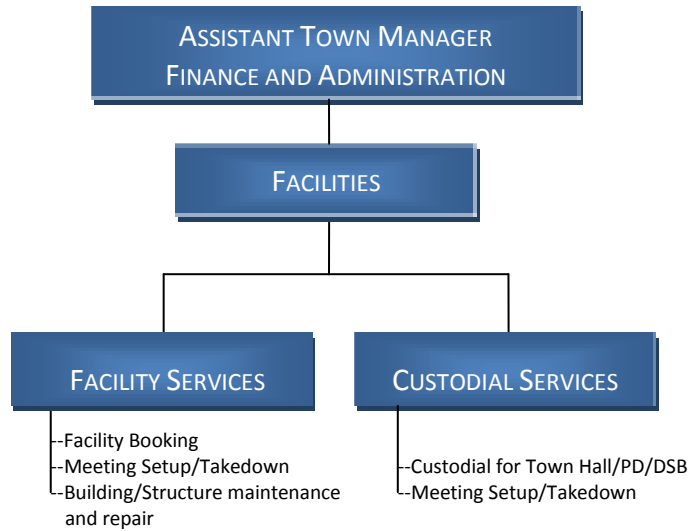 ASSISTANT TOWN MANAGER
FINANCE AND ADMINISTRATION
FACILITIES
FACILITY SERVICES
--Facility Booking
--Meeting Setup/Takedown
--Building/Structure maintenance
and repair
CUSTODIAL SERVICES
--Custodial for Town Hall/PD/DSB
--Meeting Setup/Takedown